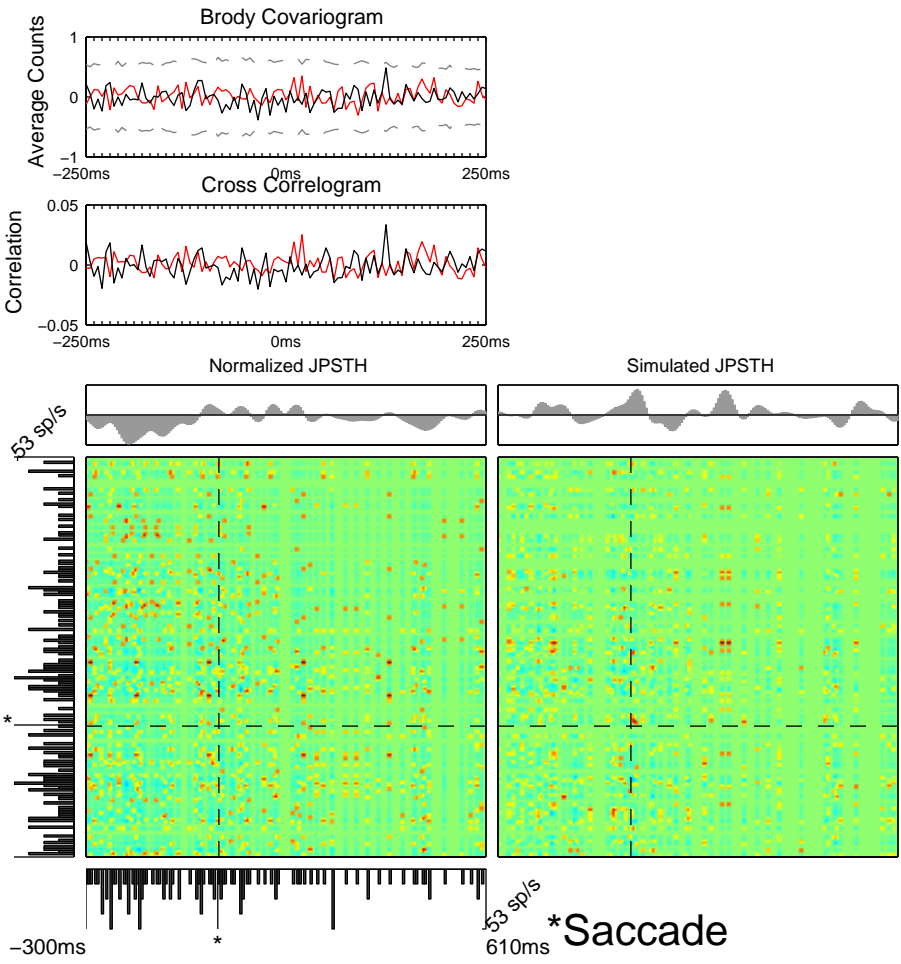 Brody Covariogram
1
0
−1
Average Counts
−250ms
0ms
250ms
Cross Correlogram
0.05
0
−0.05
Correlation
−250ms
0ms
250ms
Normalized JPSTH
Simulated JPSTH
53 sp/s
*
*
53 sp/s
−300ms
610ms
*Saccade